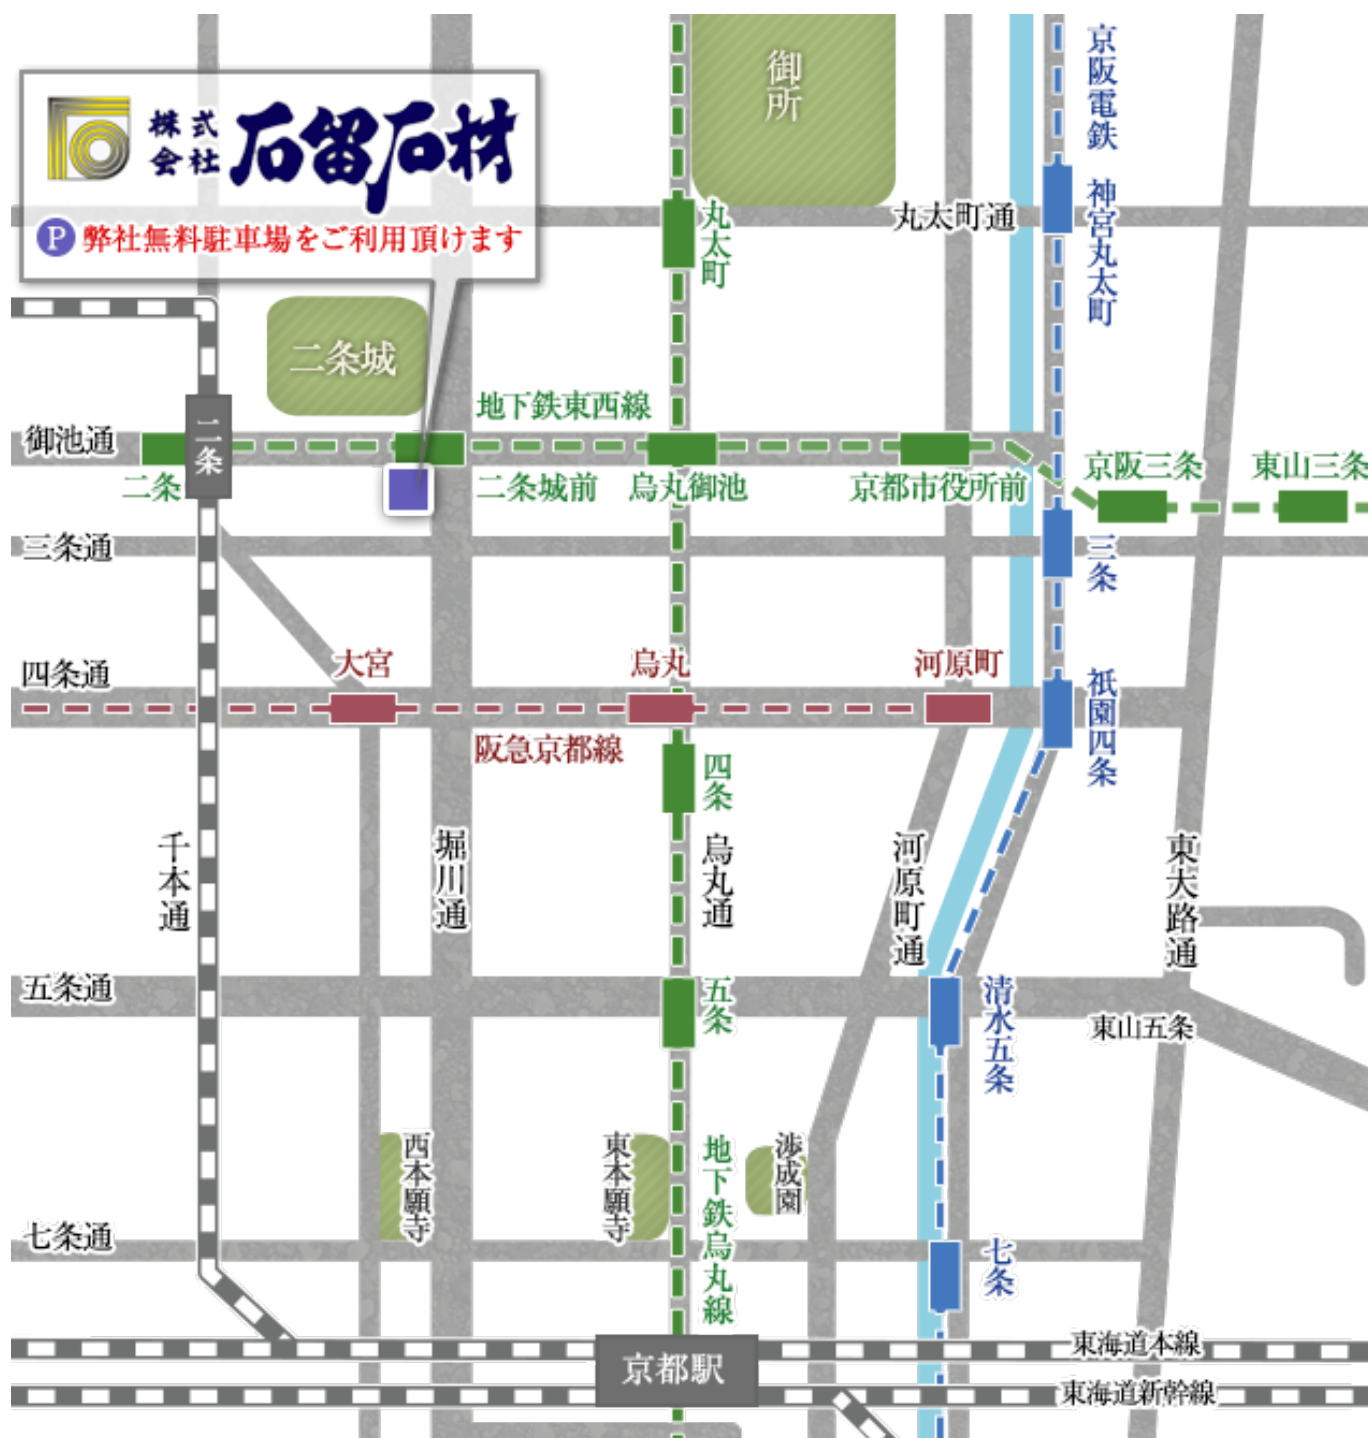 京阪電鉄
御所
株式会社 石留石材
P 弊社無料駐車場をご利用頂けます
丸太町
丸太町通
神宮丸太町
二条城
地下鉄東西線
御池通
二条
二条
二条城前
烏丸御池
京都市役所前
京阪三条
東山三条
三条通
三条
四条通
大宮
烏丸
河原町
祇園四条
阪急京都線
四条
千本通
堀川通
烏丸通
河原町通
東大路通
五条通
五条
清水五条
東山五条
西本願寺
東本願寺
地下鉄烏丸線
渉成園
七条通
七条
京都駅
東海道本線
東海道新幹線